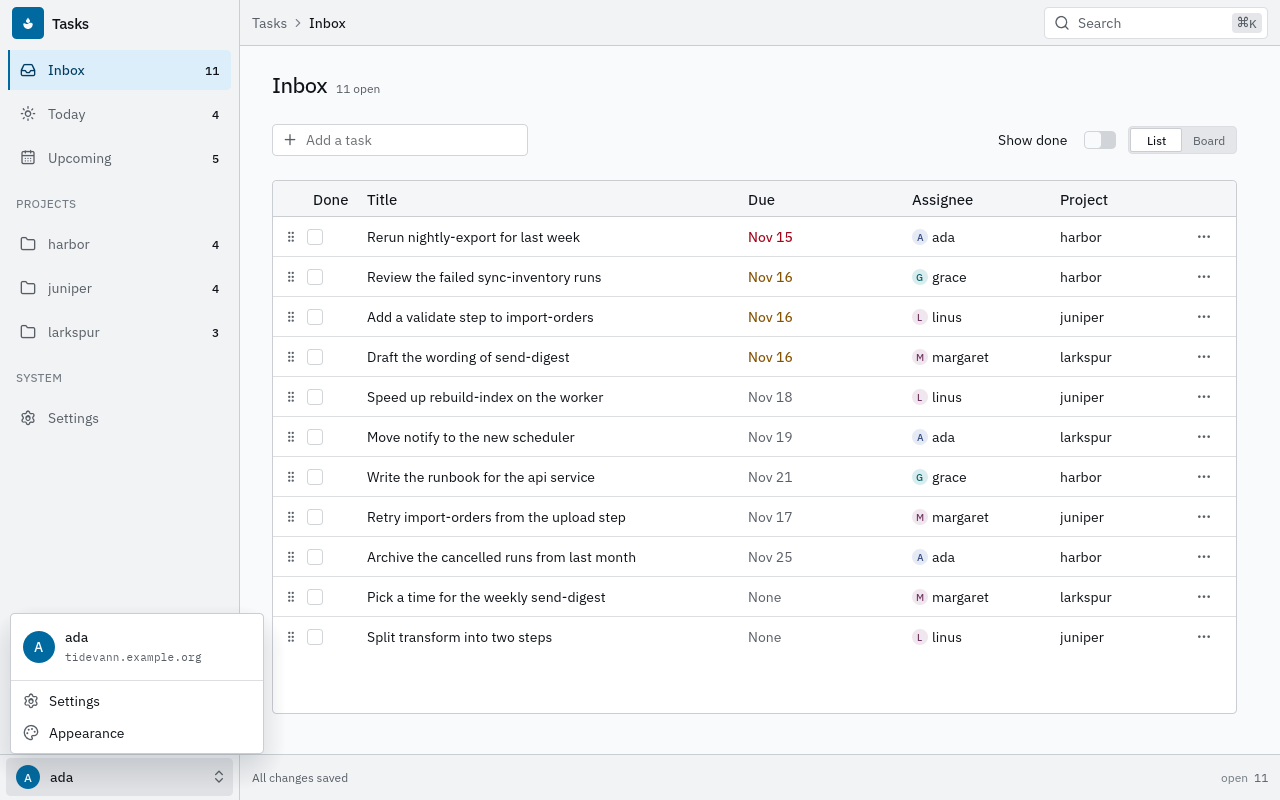 Tasks
Inbox 11
Today 4
Upcoming 5
PROJECTS
harbor 4
juniper 4
larkspur 3
SYSTEM
Settings
A ada
tidevann.example.org
Settings
Appearance
A ada
Tasks > Inbox
Search ⌘K
Inbox 11 open
+ Add a task
Show done List Board
Done Title Due Assignee Project
Rerun nightly-export for last week Nov 15 A ada harbor
Review the failed sync-inventory runs Nov 16 G grace harbor
Add a validate step to import-orders Nov 16 L linus juniper
Draft the wording of send-digest Nov 16 M margaret larkspur
Speed up rebuild-index on the worker Nov 18 L linus juniper
Move notify to the new scheduler Nov 19 A ada larkspur
Write the runbook for the api service Nov 21 G grace harbor
Retry import-orders from the upload step Nov 17 M margaret juniper
Archive the cancelled runs from last month Nov 25 A ada harbor
Pick a time for the weekly send-digest None M margaret larkspur
Split transform into two steps None L linus juniper
All changes saved open 11